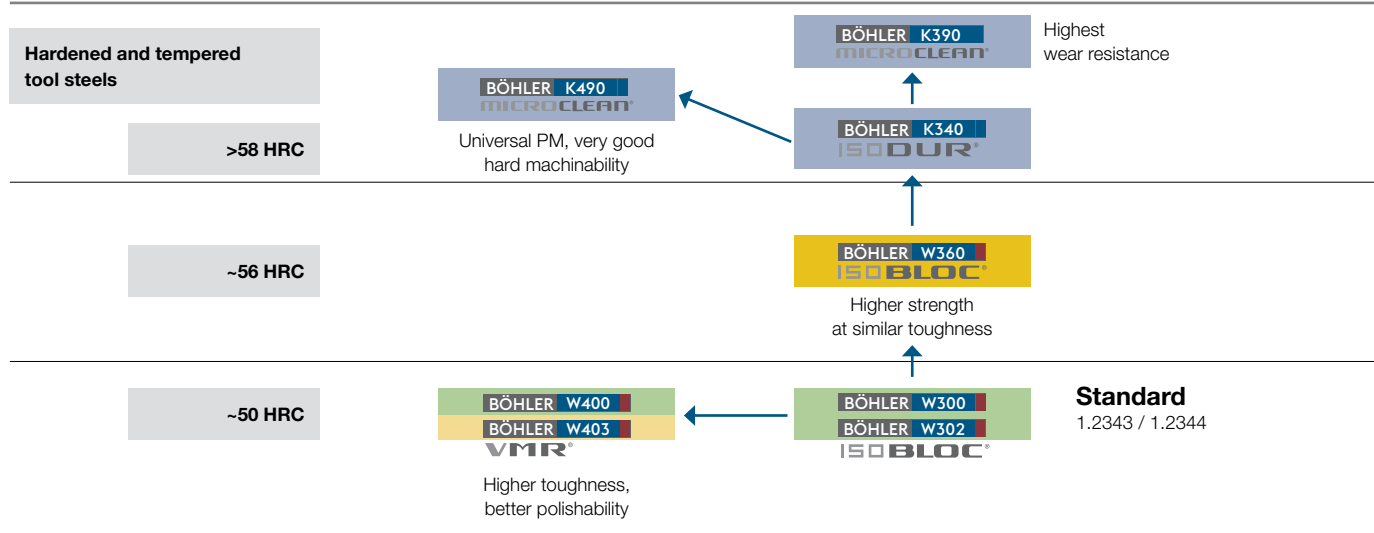 Hardened and tempered
tool steels
BÖHLER K390
MICROCLEAN®
Highest
wear resistance
BÖHLER K490
MICROCLEAN®
Universal PM, very good
hard machinability
>58 HRC
BÖHLER K340
ISODUR®
~56 HRC
BÖHLER W360
ISOBLOC®
Higher strength
at similar toughness
~50 HRC
BÖHLER W400
BÖHLER W403
VMR®
Higher toughness,
better polishability
BÖHLER W300
BÖHLER W302
ISOBLOC®
Standard
1.2343 / 1.2344